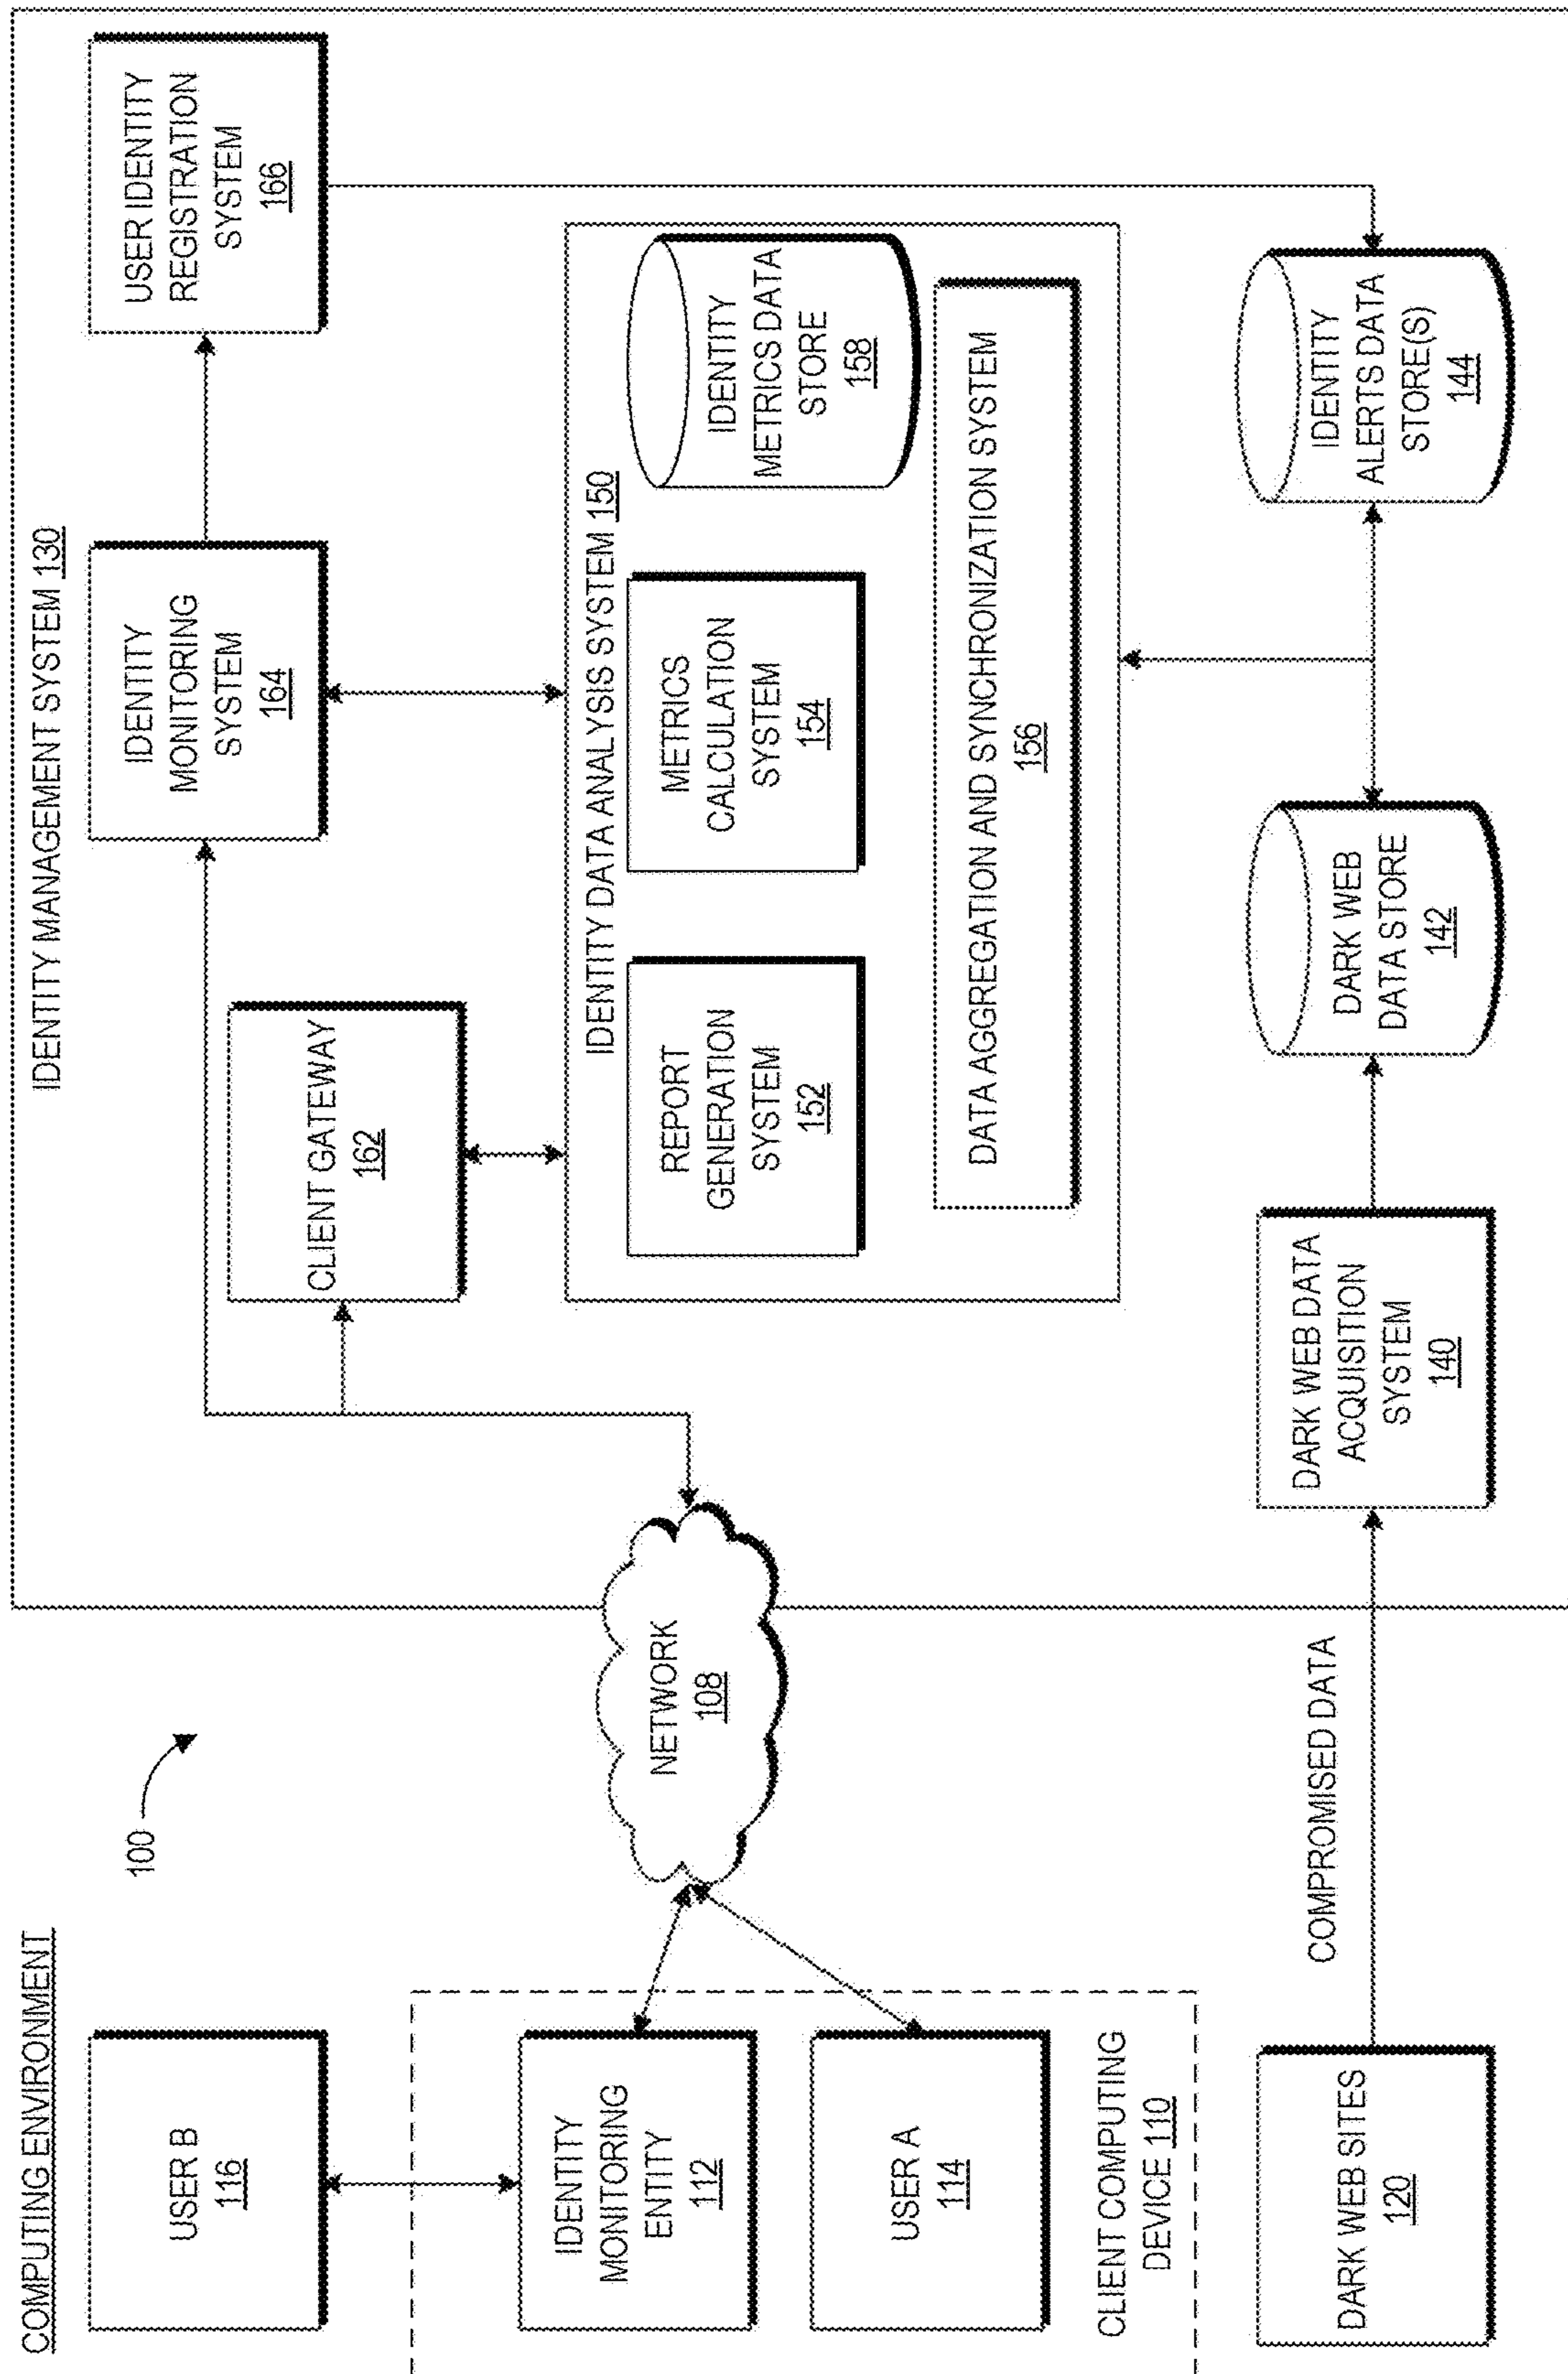 COMPUTING ENVIRONMENT
100
USER B
116
IDENTITY
MONITORING
ENTITY
112
USER A
114
CLIENT COMPUTING
DEVICE 110
DARK WEB SITES
120
COMPROMISED DATA
NETWORK
108
IDENTITY MANAGEMENT SYSTEM 130
CLIENT GATEWAY
162
IDENTITY
MONITORING
SYSTEM
164
USER IDENTITY
REGISTRATION
SYSTEM
166
IDENTITY DATA ANALYSIS SYSTEM 150
REPORT
GENERATION
SYSTEM
152
METRICS
CALCULATION
SYSTEM
154
IDENTITY
METRICS DATA
STORE
158
DATA AGGREGATION AND SYNCHRONIZATION SYSTEM
156
DARK WEB DATA
ACQUISITION
SYSTEM
140
DARK WEB
DATA STORE
142
IDENTITY
ALERTS DATA
STORE(S)
144